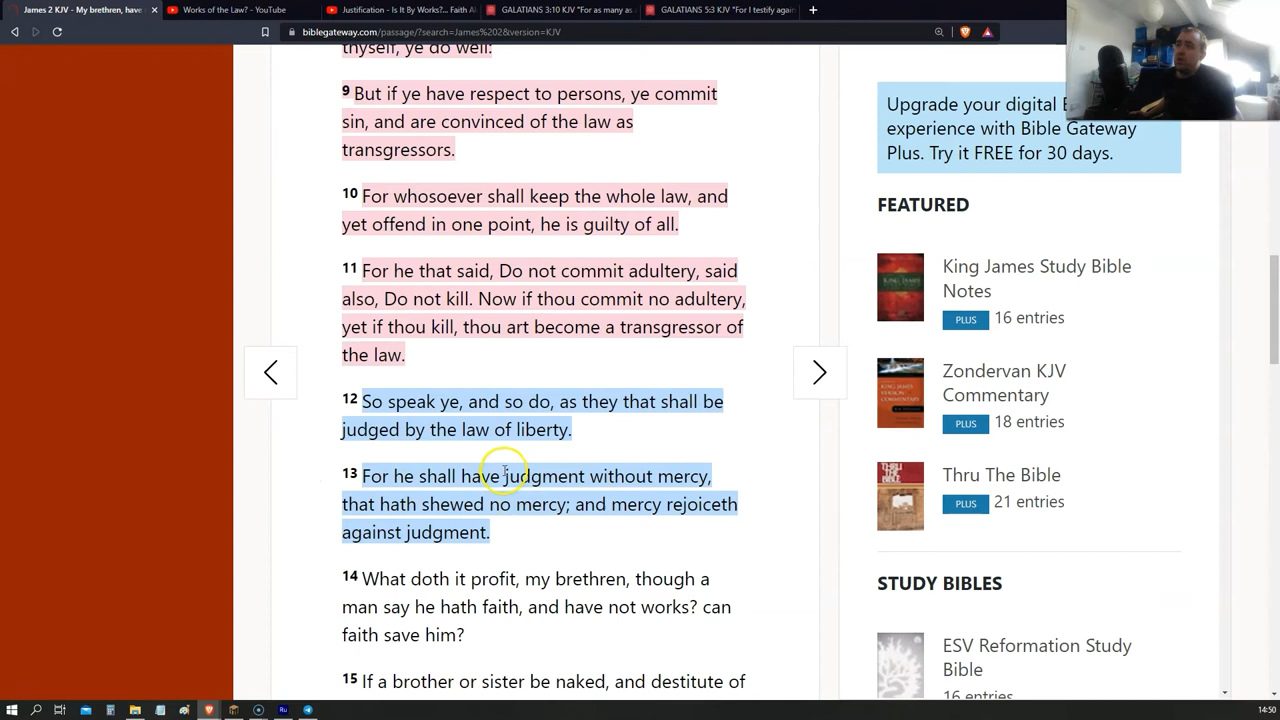 James 2 KJV - My brethren, have
Works of the Law? - YouTube
Justification - Is It By Works?... Faith Al
GALATIANS 3:10 KJV "For as many as
GALATIANS 5:3 KJV "For I testify again
biblegateway.com/passage/?search=James%202&version=KJV
thyself, ye do well:
9 But if ye have respect to persons, ye commit
sin, and are convinced of the law as
transgressors.
10 For whosoever shall keep the whole law, and
yet offend in one point, he is guilty of all.
11 For he that said, Do not commit adultery, said
also, Do not kill. Now if thou commit no adultery,
yet if thou kill, thou art become a transgressor of
the law.
12 So speak ye, and so do, as they that shall be
judged by the law of liberty.
13 For he shall have judgment without mercy,
that hath shewed no mercy; and mercy rejoiceth
against judgment.
14 What doth it profit, my brethren, though a
man say he hath faith, and have not works? can
faith save him?
15 If a brother or sister be naked, and destitute of
Upgrade your digital
experience with Bible Gateway
Plus. Try it FREE for 30 days.
FEATURED
King James Study Bible
Notes
PLUS 16 entries
Zondervan KJV
Commentary
PLUS 18 entries
Thru The Bible
PLUS 21 entries
STUDY BIBLES
ESV Reformation Study
Bible
16 entries
14:50